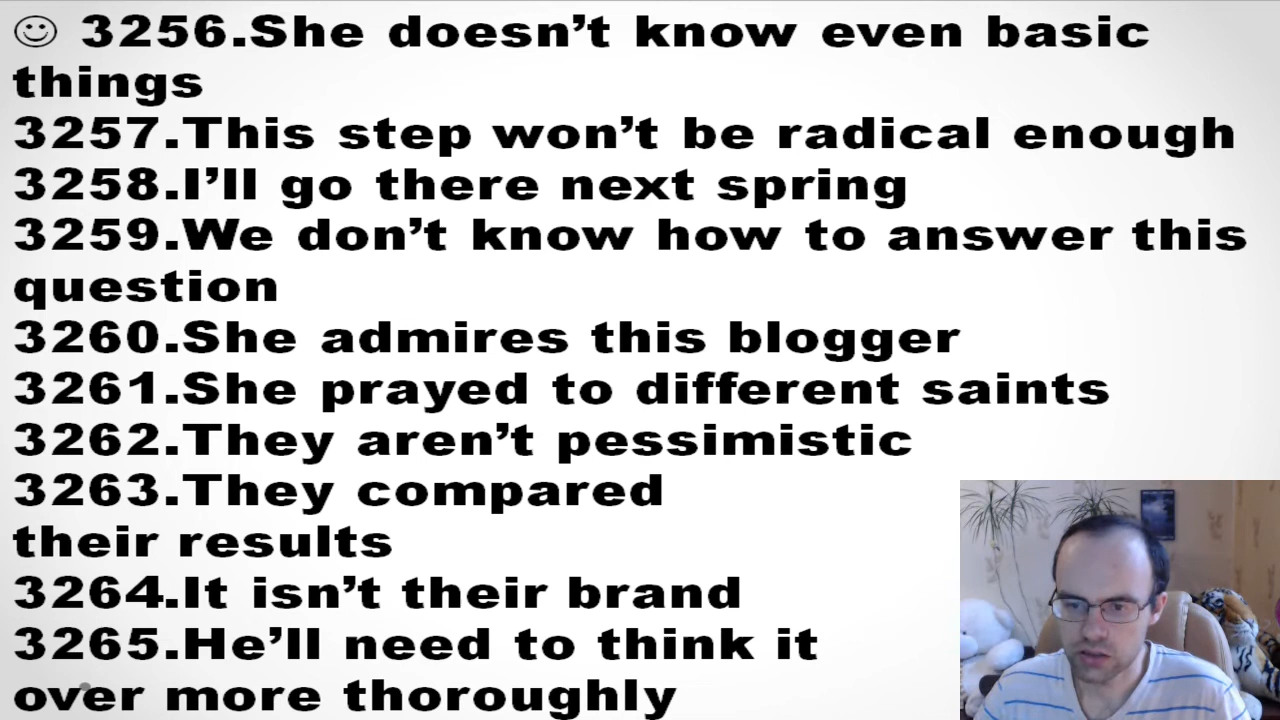 ☺ 3256.She doesn’t know even basic
things
3257.This step won’t be radical enough
3258.I’ll go there next spring
3259.We don’t know how to answer this
question
3260.She admires this blogger
3261.She prayed to different saints
3262.They aren’t pessimistic
3263.They compared
their results
3264.It isn’t their brand
3265.He’ll need to think it
over more thoroughly